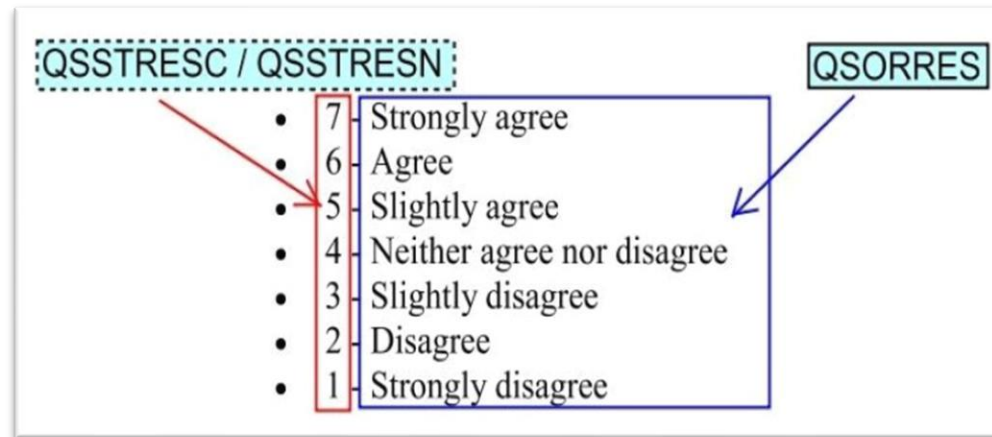 QSSTRESC / QSSTRESN QSORRES
• 7 - Strongly agree
• 6 - Agree
• 5 - Slightly agree
• 4 - Neither agree nor disagree
• 3 - Slightly disagree
• 2 - Disagree
• 1 - Strongly disagree